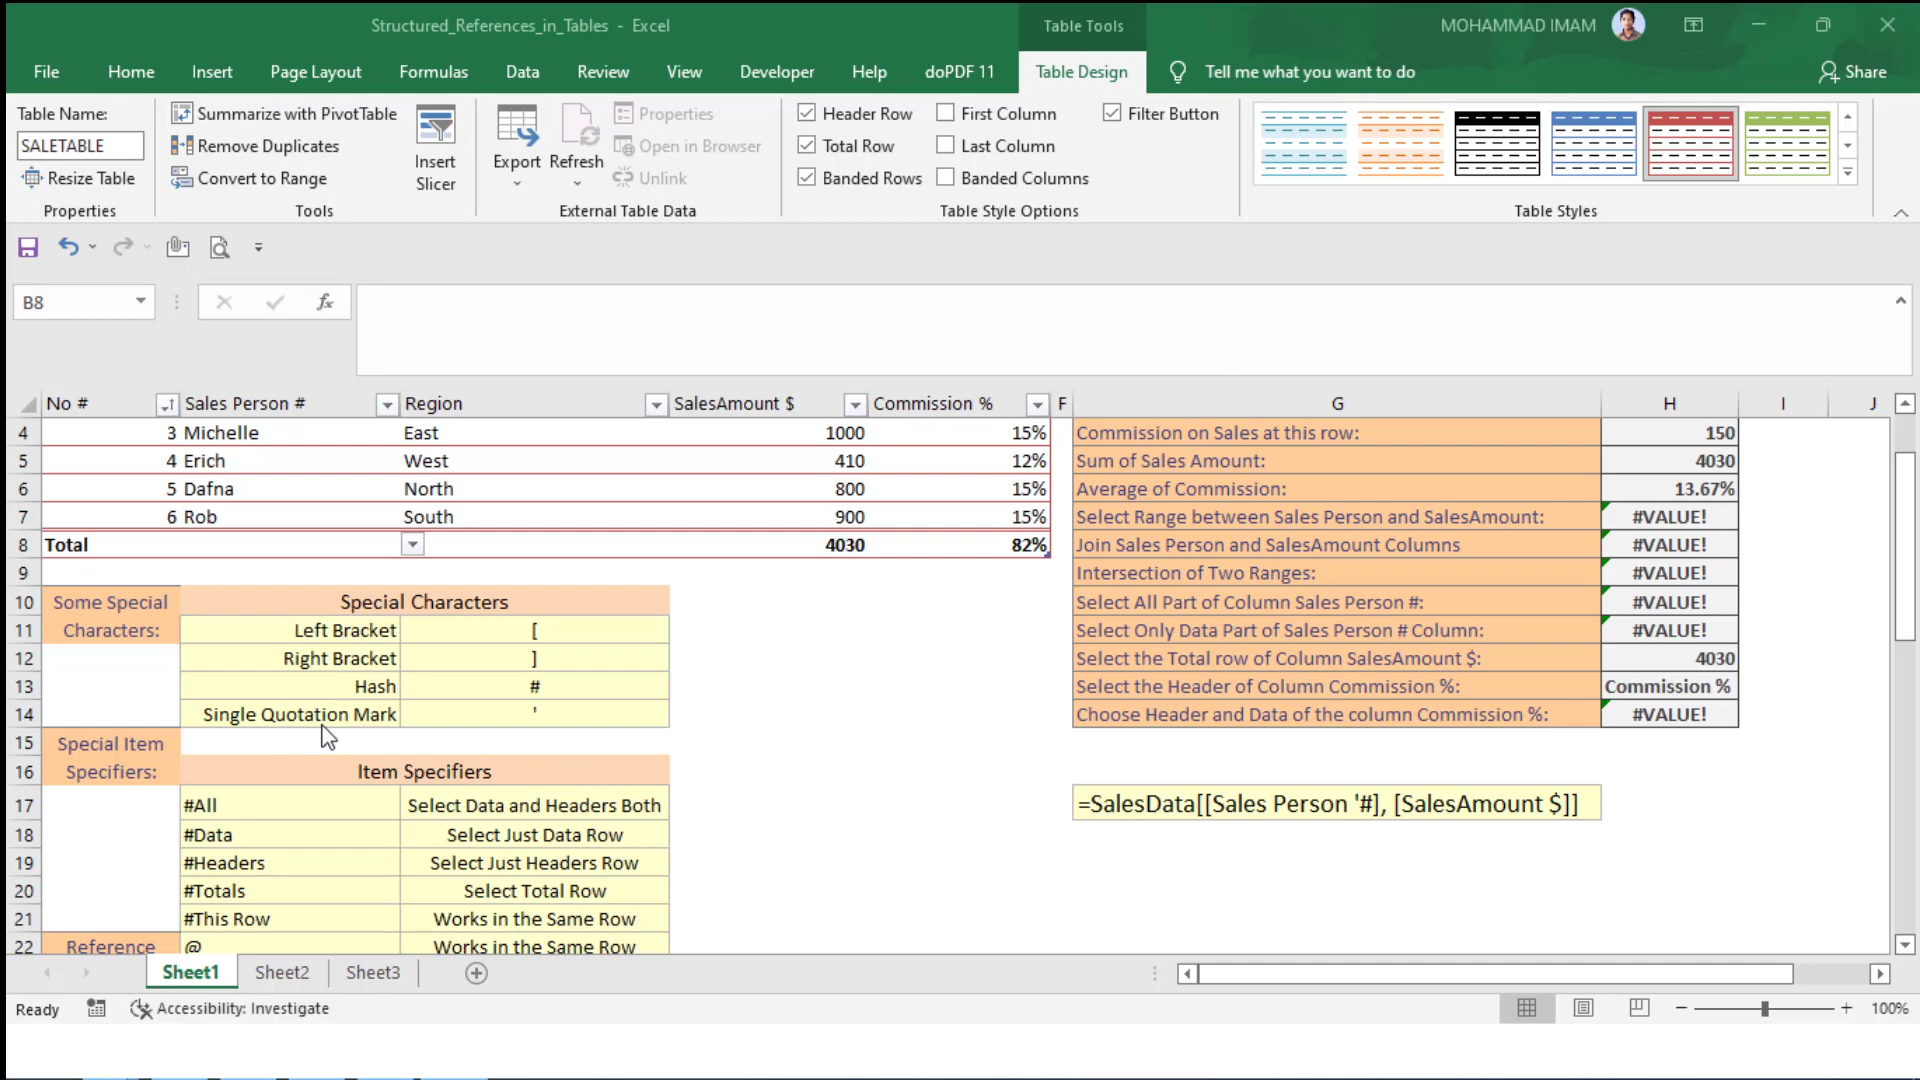 Structured_References_in_Tables - Excel
Table Tools
MOHAMMAD IMAM
File Home Insert Page Layout Formulas Data Review View Developer Help doPDF 11 Table Design Tell me what you want to do Share
Table Name:
SALETABLE
Resize Table
Properties
Summarize with PivotTable
Remove Duplicates
Convert to Range
Tools
Insert
Slicer
Export
Refresh
Properties
Open in Browser
Unlink
External Table Data
Header Row
First Column
Filter Button
Total Row
Last Column
Banded Rows
Banded Columns
Table Style Options
Table Styles
B8
fx
No # Sales Person # Region SalesAmount $ Commission % F G H I J
4 3 Michelle East 1000 15% Commission on Sales at this row: 150
5 4 Erich West 410 12% Sum of Sales Amount: 4030
6 5 Dafna North 800 15% Average of Commission: 13.67%
7 6 Rob South 900 15% Select Range between Sales Person and SalesAmount: #VALUE!
8 Total 4030 82% Join Sales Person and SalesAmount Columns #VALUE!
9 Intersection of Two Ranges: #VALUE!
10 Some Special Special Characters Select All Part of Column Sales Person #: #VALUE!
11 Characters: Left Bracket [ Select Only Data Part of Sales Person # Column: #VALUE!
12 Right Bracket ] Select the Total row of Column SalesAmount $: 4030
13 Hash # Select the Header of Column Commission %: Commission %
14 Single Quotation Mark ' Choose Header and Data of the column Commission %: #VALUE!
15 Special Item
16 Specifiers: Item Specifiers
17 #All Select Data and Headers Both =SalesData[[Sales Person '#], [SalesAmount $]]
18 #Data Select Just Data Row
19 #Headers Select Just Headers Row
20 #Totals Select Total Row
21 #This Row Works in the Same Row
22 Reference @ Works in the Same Row
Sheet1 Sheet2 Sheet3
Ready Accessibility: Investigate 100%